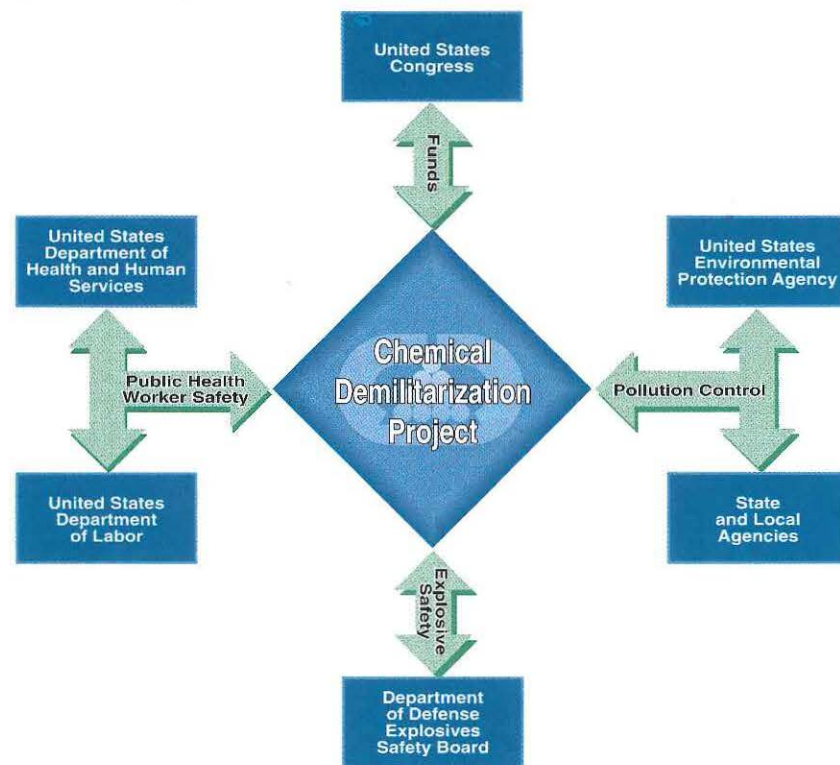 United States
Congress
Funds
United States
Department of
Health and Human
Services
United States
Environmental
Protection Agency
Public Health
Worker Safety
Chemical
Demilitarization
Project
Pollution Control
United States
Department
of Labor
State
and Local
Agencies
Explosive
Safety
Department
of Defense
Explosives
Safety Board